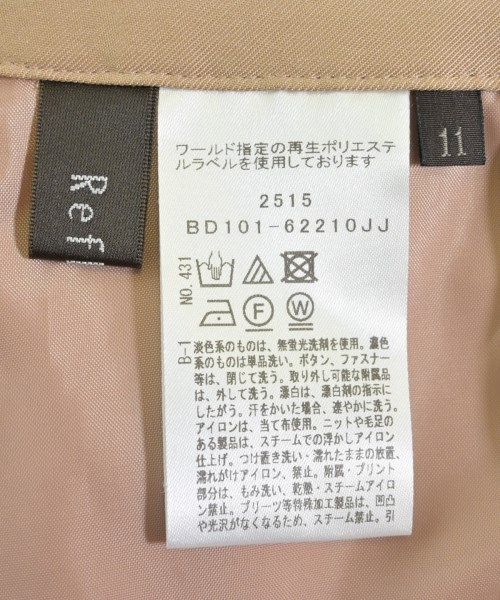 Ref
11
ワールド指定の再生ポリエステ
ルラベルを使用しております
2515
BD101-62210JJ
NO.431
F
W
B-1
淡色系のものは、無蛍光洗剤を使用。濃色
系のものは単品洗い。ボタン、ファスナー
等は、閉じて洗う。取り外し可能な附属品
は、外して洗う。漂白は、漂白剤の指示に
したがう。汗をかいた場合、速やかに洗う。
アイロンは、当て布使用。ニットや毛足の
ある製品は、スチームでの浮かしアイロン
仕上げ。つけ置き洗い・濡れたままの放置、
濡れがけアイロン、禁止。附属・プリント
部分は、もみ洗い、乾燥・スチームアイロ
ン禁止。プリーツ等特殊加工製品は、凹凸
や光沢がなくなるため、スチーム禁止。引